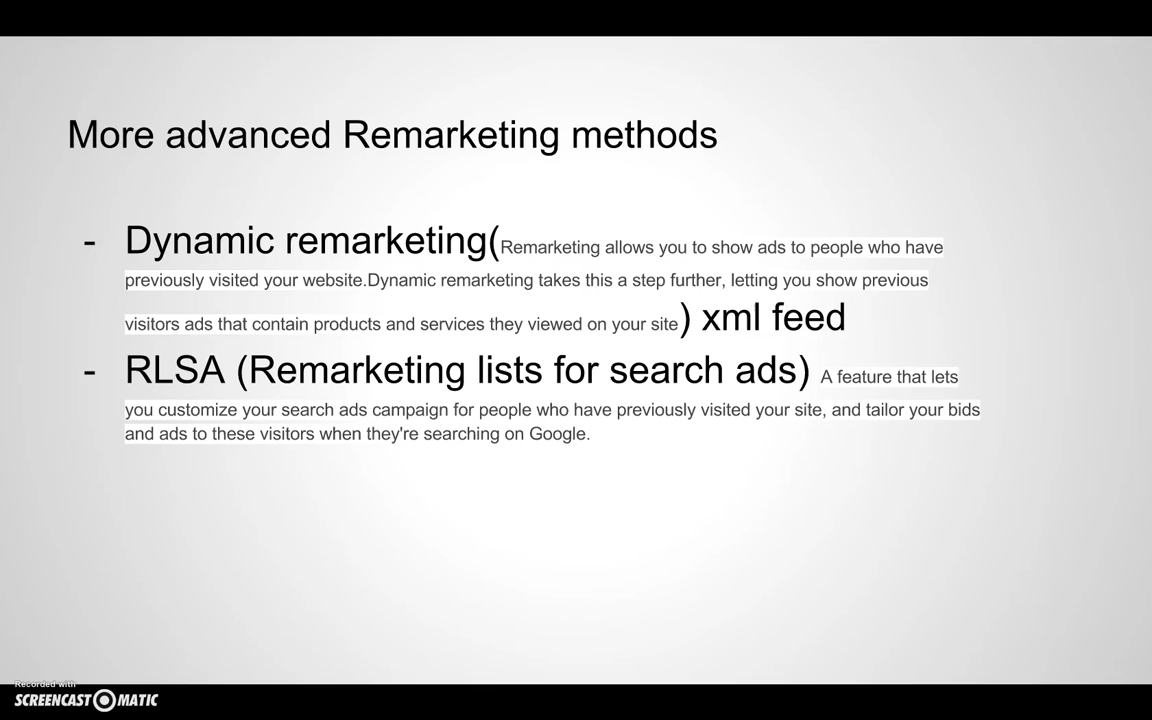 More advanced Remarketing methods
- Dynamic remarketing(Remarketing allows you to show ads to people who have
previously visited your website.Dynamic remarketing takes this a step further, letting you show previous
visitors ads that contain products and services they viewed on your site) xml feed
- RLSA (Remarketing lists for search ads) A feature that lets
you customize your search ads campaign for people who have previously visited your site, and tailor your bids
and ads to these visitors when they're searching on Google.
Recorded with
SCREENCAST-O-MATIC